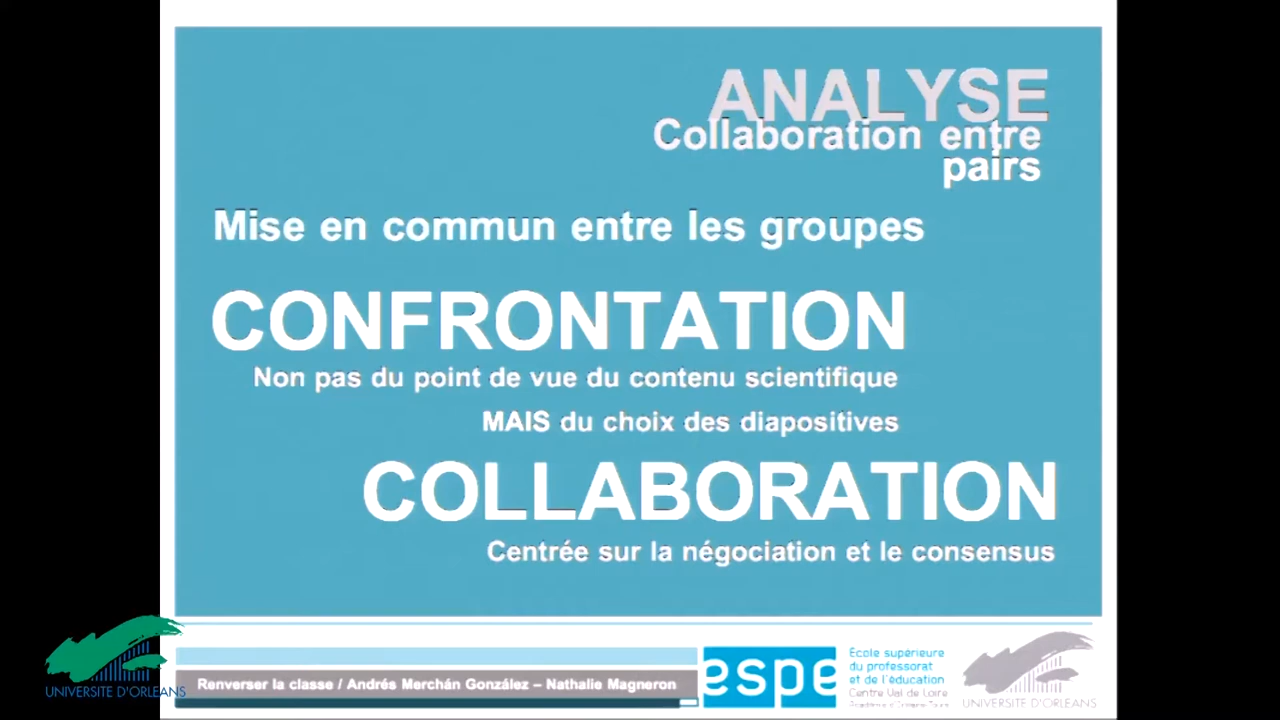 ANALYSE
Collaboration entre
pairs
Mise en commun entre les groupes
CONFRONTATION
Non pas du point de vue du contenu scientifique
MAIS du choix des diapositives
COLLABORATION
Centrée sur la négociation et le consensus
UNIVERSITE D'ORLEANS
Renverser la classe / Andrés Merchán González – Nathalie Magneron
espe
École supérieure
du professorat
et de l'éducation
Centre Val de Loire
UNIVERSITE D'ORLEANS